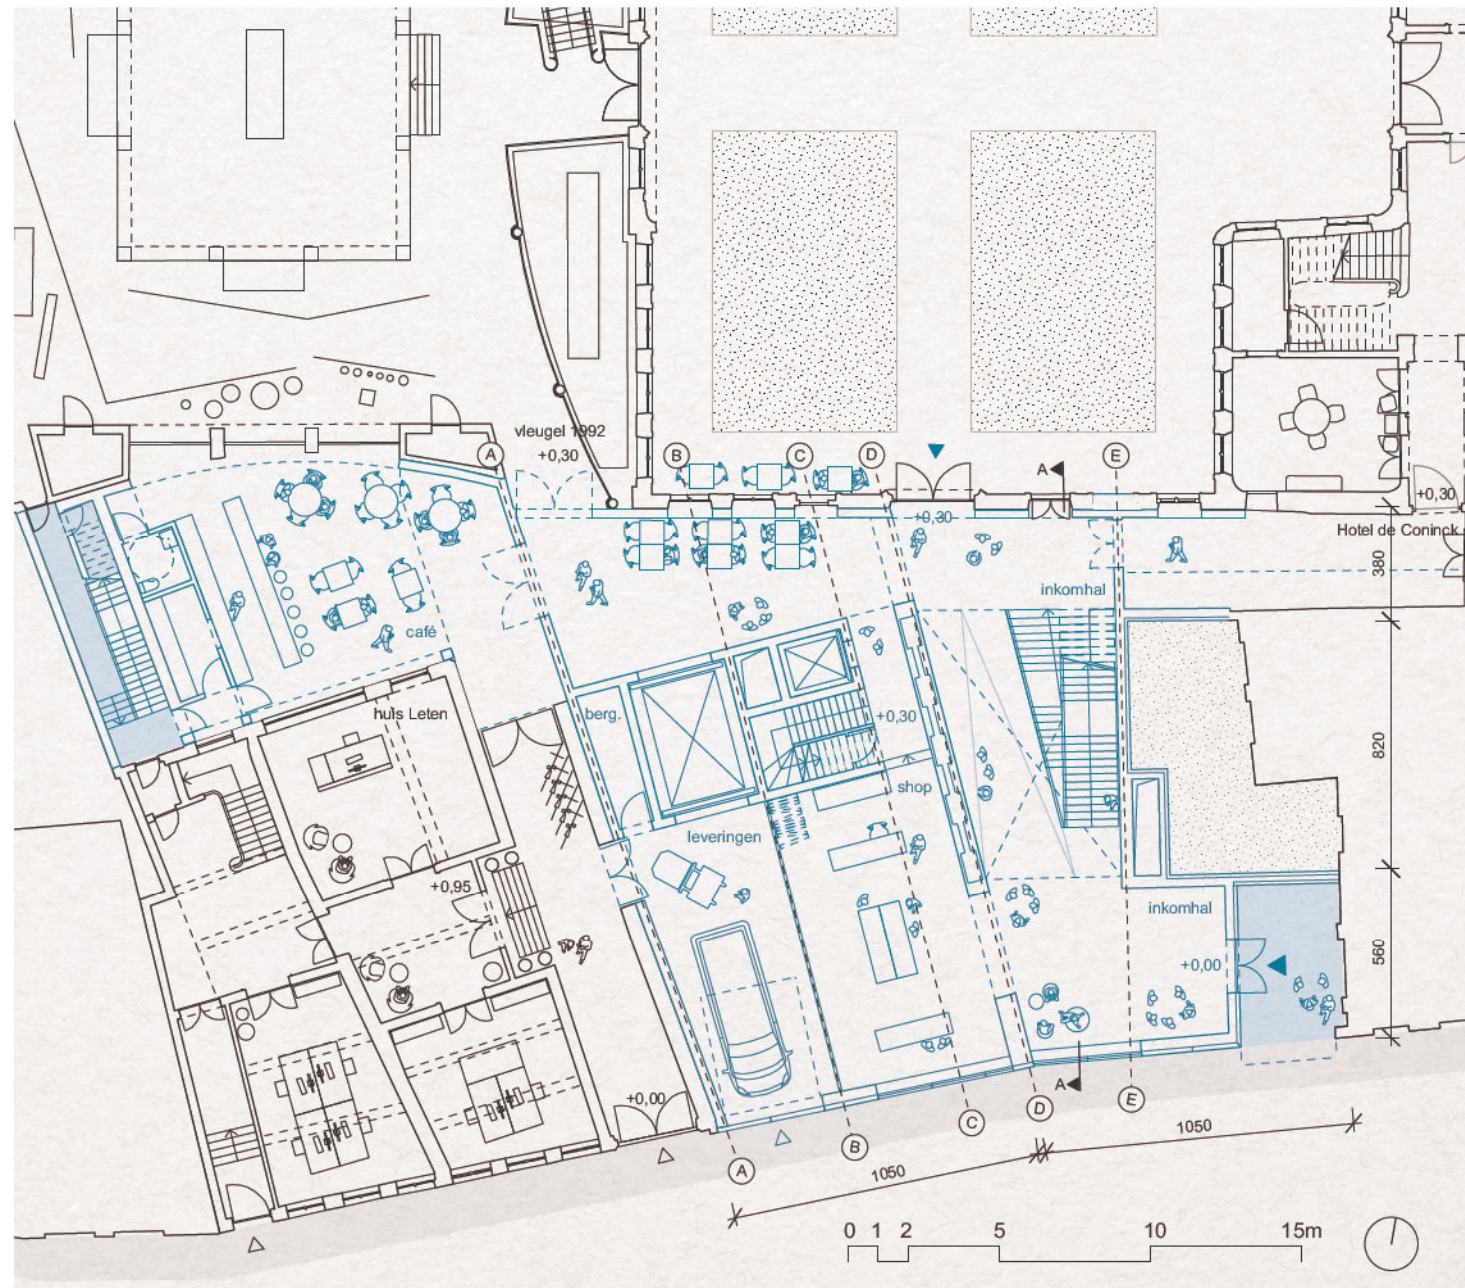 vleugel 1992
+0,30
A
B
C
D
A
E
+0,30
+0,30
Hotel de Coninck
380
inkomhal
café
huis Leten
berg.
+0,30
820
shop
leveringen
+0,95
inkomhal
560
+0,00
+0,00
A
E
D
C
B
A
1050
1050
0 1 2 5 10 15m